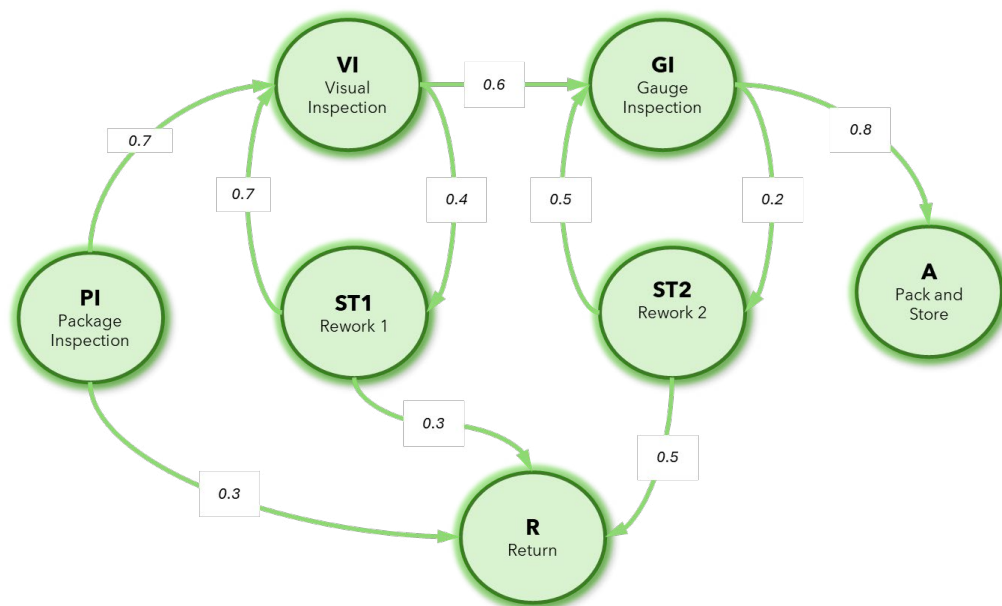 VI
Visual
Inspection
GI
Gauge
Inspection
0.6
0.8
0.7
0.7
0.4
0.5
0.2
PI
Package
Inspection
ST1
Rework 1
ST2
Rework 2
A
Pack and
Store
0.3
0.5
0.3
R
Return